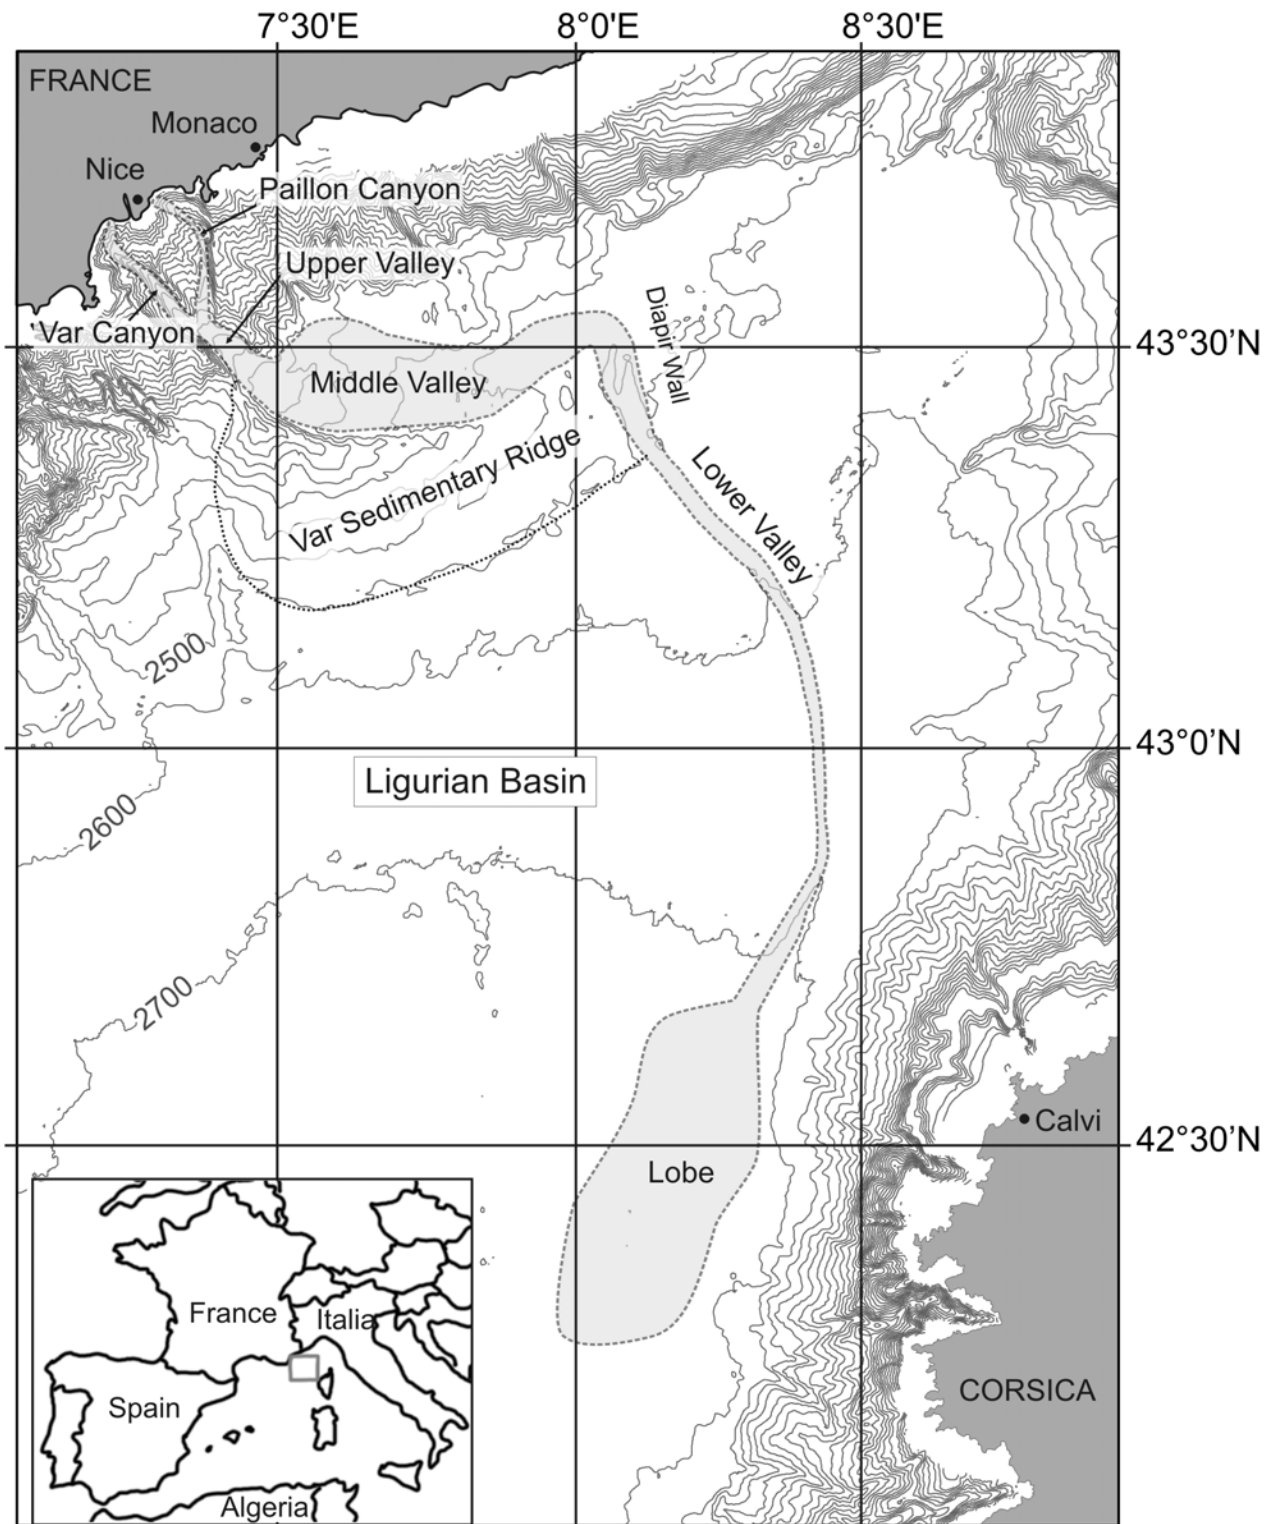 7°30'E
8°0'E
8°30'E
FRANCE
Monaco
Nice
Paillon Canyon
Upper Valley
Var Canyon
Diapir Wall
43°30'N
Middle Valley
Var Sedimentary Ridge
Lower Valley
2500
43°0'N
Ligurian Basin
2600
2700
Calvi
42°30'N
Lobe
France
Italia
CORSICA
Spain
Algeria